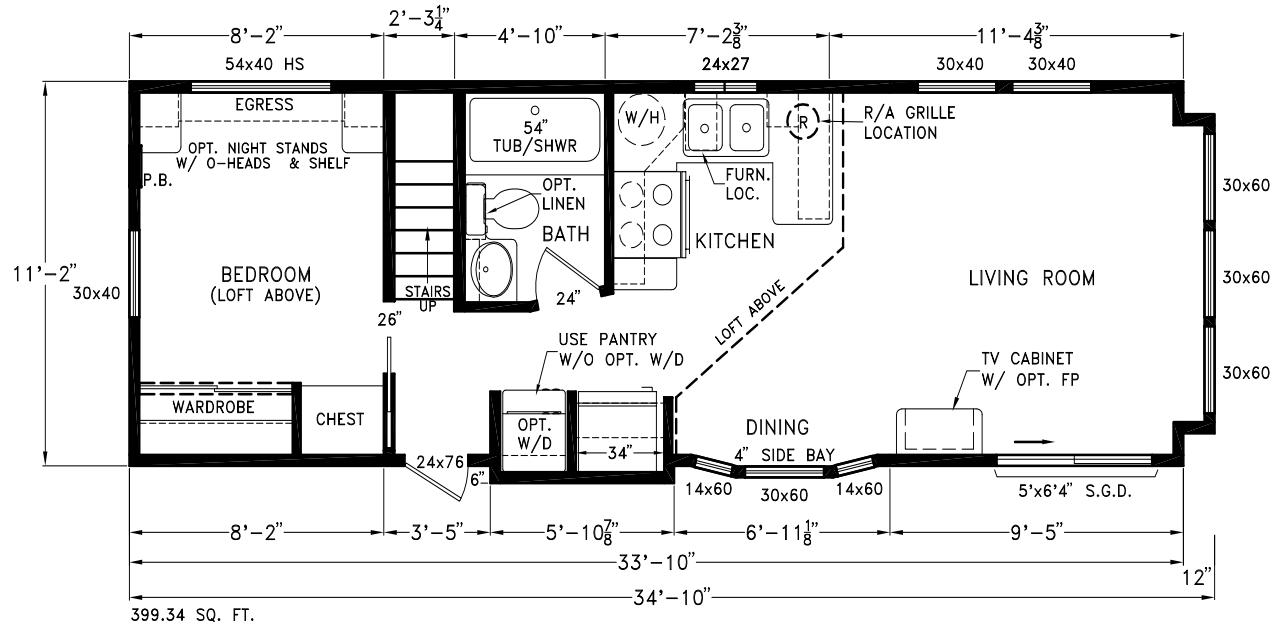 2'-3 1/4"
8'-2"
4'-10"
7'-2 3/8"
11'-4 3/8"
54x40 HS
24x27
30x40
30x40
EGRESS
OPT. NIGHT STANDS
W/ O-HEADS & SHELF
P.B.
54"
TUB/SHWR
W/H
R
R/A GRILLE
LOCATION
FURN.
LOC.
OPT.
LINEN
BATH
KITCHEN
30x60
11'-2"
30x40
BEDROOM
(LOFT ABOVE)
STAIRS
UP
24"
LIVING ROOM
30x60
26"
LOFT ABOVE
USE PANTRY
W/O OPT. W/D
TV CABINET
W/ OPT. FP
30x60
WARDROBE
CHEST
OPT.
W/D
34"
DINING
4" SIDE BAY
24x76
6"
14x60
30x60
14x60
5'x6'4" S.G.D.
8'-2"
3'-5"
5'-10 7/8"
6'-11 1/8"
9'-5"
33'-10"
12"
34'-10"
399.34 SQ. FT.